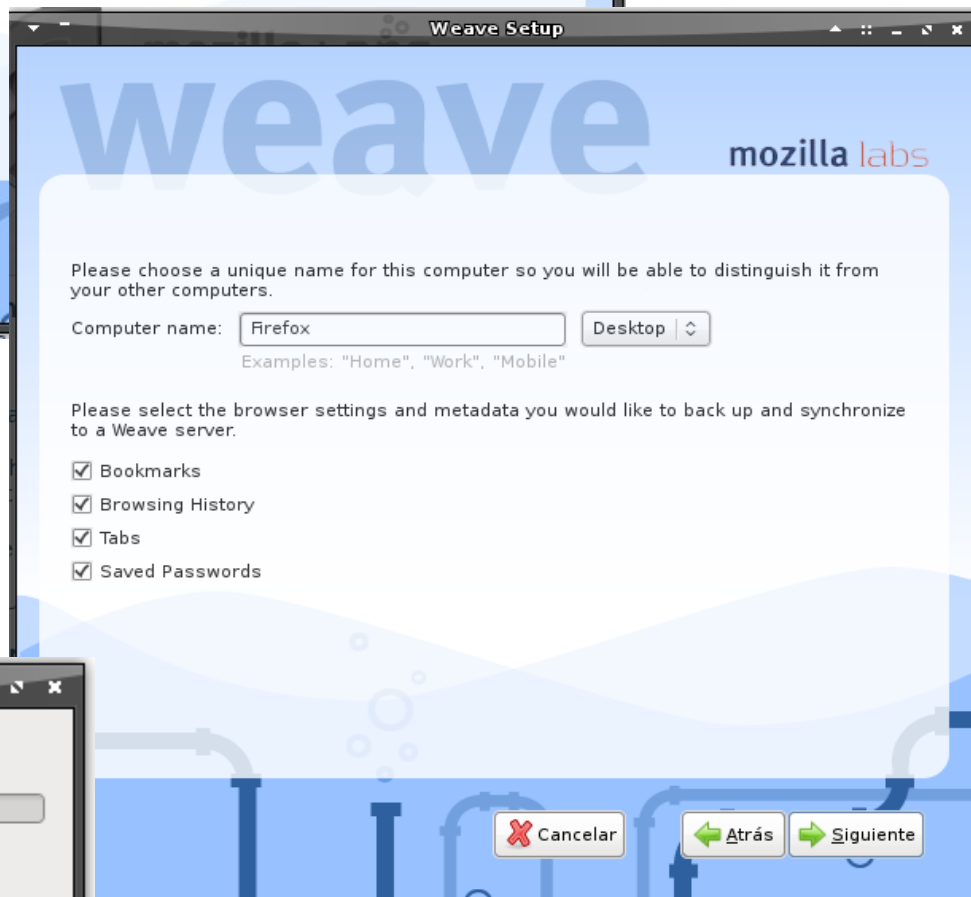 Weave Setup
weave
mozilla labs
Please choose a unique name for this computer so you will be able to distinguish it from
your other computers.
Computer name: Firefox Desktop
Examples: "Home", "Work", "Mobile"
Please select the browser settings and metadata you would like to back up and synchronize
to a Weave server.
Bookmarks
Browsing History
Tabs
Saved Passwords
Cancelar Atrás Siguiente